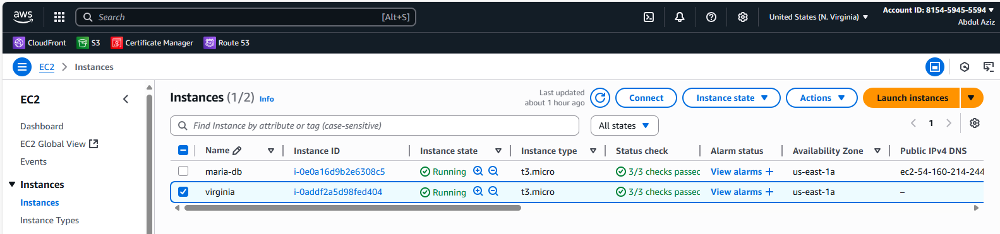 aws
Search [Alt+S]
United States (N. Virginia)
Account ID: 8154-5945-5594
Abdul Aziz
CloudFront S3 Certificate Manager Route 53
EC2 Instances
EC2
Dashboard
EC2 Global View
Events
Instances
Instances
Instance Types
Instances (1/2) Info
Last updated
about 1 hour ago
Connect Instance state Actions Launch instances
Find Instance by attribute or tag (case-sensitive) All states 1
Name Instance ID Instance state Instance type Status check Alarm status Availability Zone Public IPv4 DNS
maria-db i-0e0a16d9b2e6308c5 Running t3.micro 3/3 checks passec View alarms + us-east-1a ec2-54-160-214-244
virginia i-0addf2a5d98fed404 Running t3.micro 3/3 checks passec View alarms + us-east-1a –